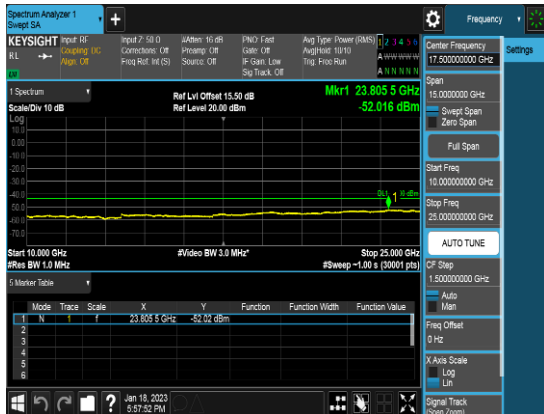 Spectrum Analyzer 1
Swept SA
+
Frequency
KEYSIGHT
RL
Input: RF
Coupling: DC
Align: Off
Input Z: 50 Ω
Corrections: Off
Freq Ref: Int (S)
#Atten: 16 dB
Preamp: Off
Source: Off
PNO: Fast
Gate: Off
IF Gain: Low
Sig Track: Off
Avg Type: Power (RMS)
Avg|Hold: 10/10
Trig: Free Run
1 2 3 4 5 6
A W W W W W
A N N N N N
1 Spectrum
Scale/Div 10 dB
Ref Lvl Offset 15.50 dB
Ref Level 20.00 dBm
Mkr1 23.805 5 GHz
-52.016 dBm
Log
10.0
0.00
-10.0
-20.0
-30.0
-40.0
-50.0
-60.0
-70.0
DL1
1
Start 10.000 GHz
#Res BW 1.0 MHz
#Video BW 3.0 MHz*
Stop 25.000 GHz
#Sweep ~1.00 s (30001 pts)
5 Marker Table
Mode Trace Scale X Y Function Function Width Function Value
1 N 1 f 23.805 5 GHz -52.02 dBm
2
3
4
5
6
Jan 18, 2023
5:57:52 PM
Center Frequency
17.500000000 GHz
Settings
Span
15.0000000 GHz
Swept Span
Zero Span
Full Span
Start Freq
10.000000000 GHz
Stop Freq
25.000000000 GHz
AUTO TUNE
CF Step
1.500000000 GHz
Auto
Man
Freq Offset
0 Hz
X Axis Scale
Log
Lin
Signal Track
(Span Zoom)